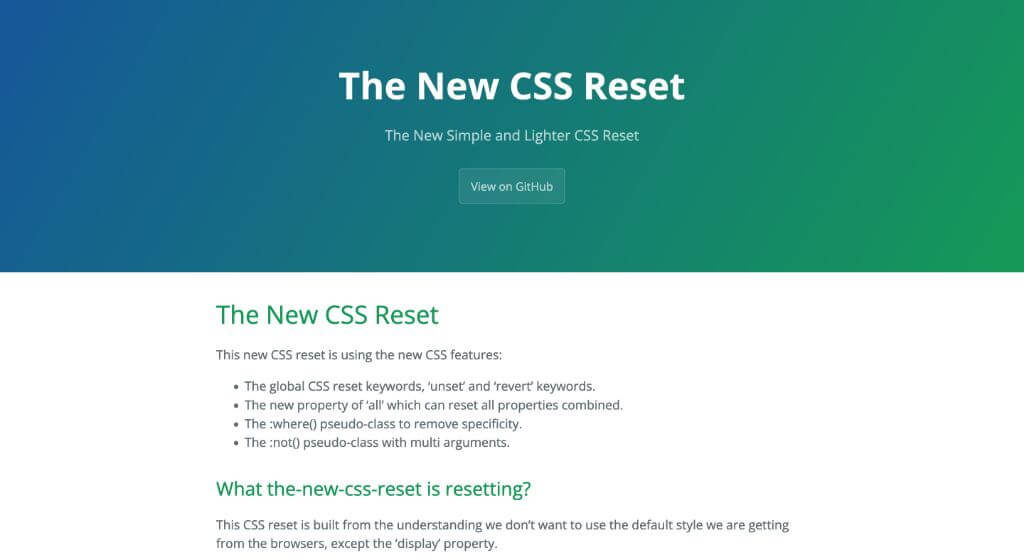 The New CSS Reset
The New Simple and Lighter CSS Reset
View on GitHub
The New CSS Reset
This new CSS reset is using the new CSS features:
• The global CSS reset keywords, ‘unset’ and ‘revert’ keywords.
• The new property of ‘all’ which can reset all properties combined.
• The :where() pseudo-class to remove specificity.
• The :not() pseudo-class with multi arguments.
What the-new-css-reset is resetting?
This CSS reset is built from the understanding we don’t want to use the default style we are getting
from the browsers, except the ‘display’ property.